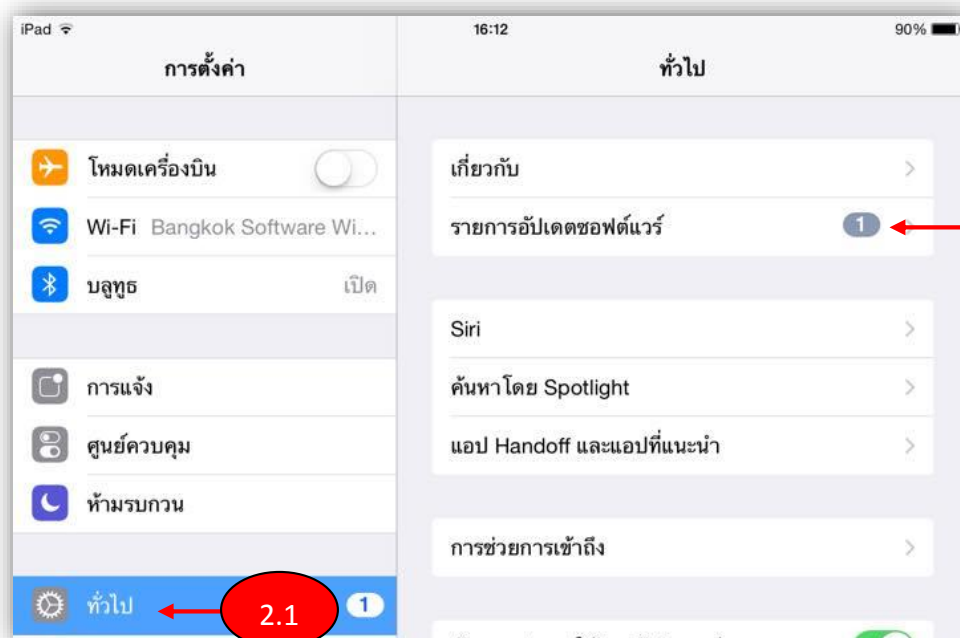 iPad 16:12 90%
การตั้งค่า
ทั่วไป
โหมดเครื่องบิน
Wi-Fi Bangkok Software Wi...
บลูทูธ เปิด
การแจ้ง
ศูนย์ควบคุม
ห้ามรบกวน
ทั่วไป 2.1 1
เกี่ยวกับ
รายการอัปเดตซอฟต์แวร์ 1
Siri
ค้นหาโดย Spotlight
แอป Handoff และแอปที่แนะนำ
การช่วยการเข้าถึง